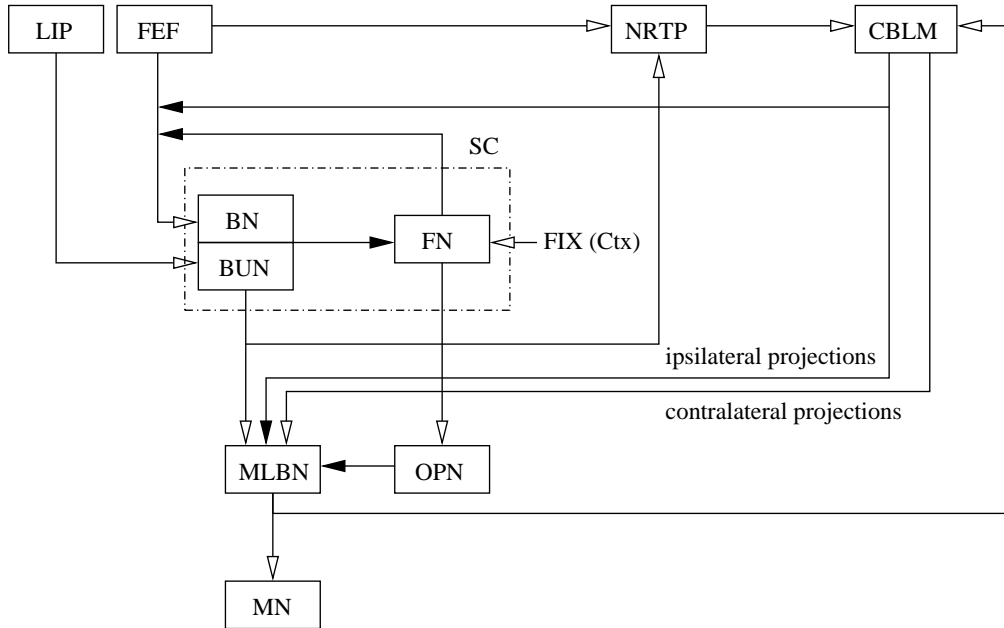 LIP
FEF
NRTP
CBLM
SC
BN
FN
FIX (Ctx)
BUN
ipsilateral projections
contralateral projections
MLBN
OPN
MN